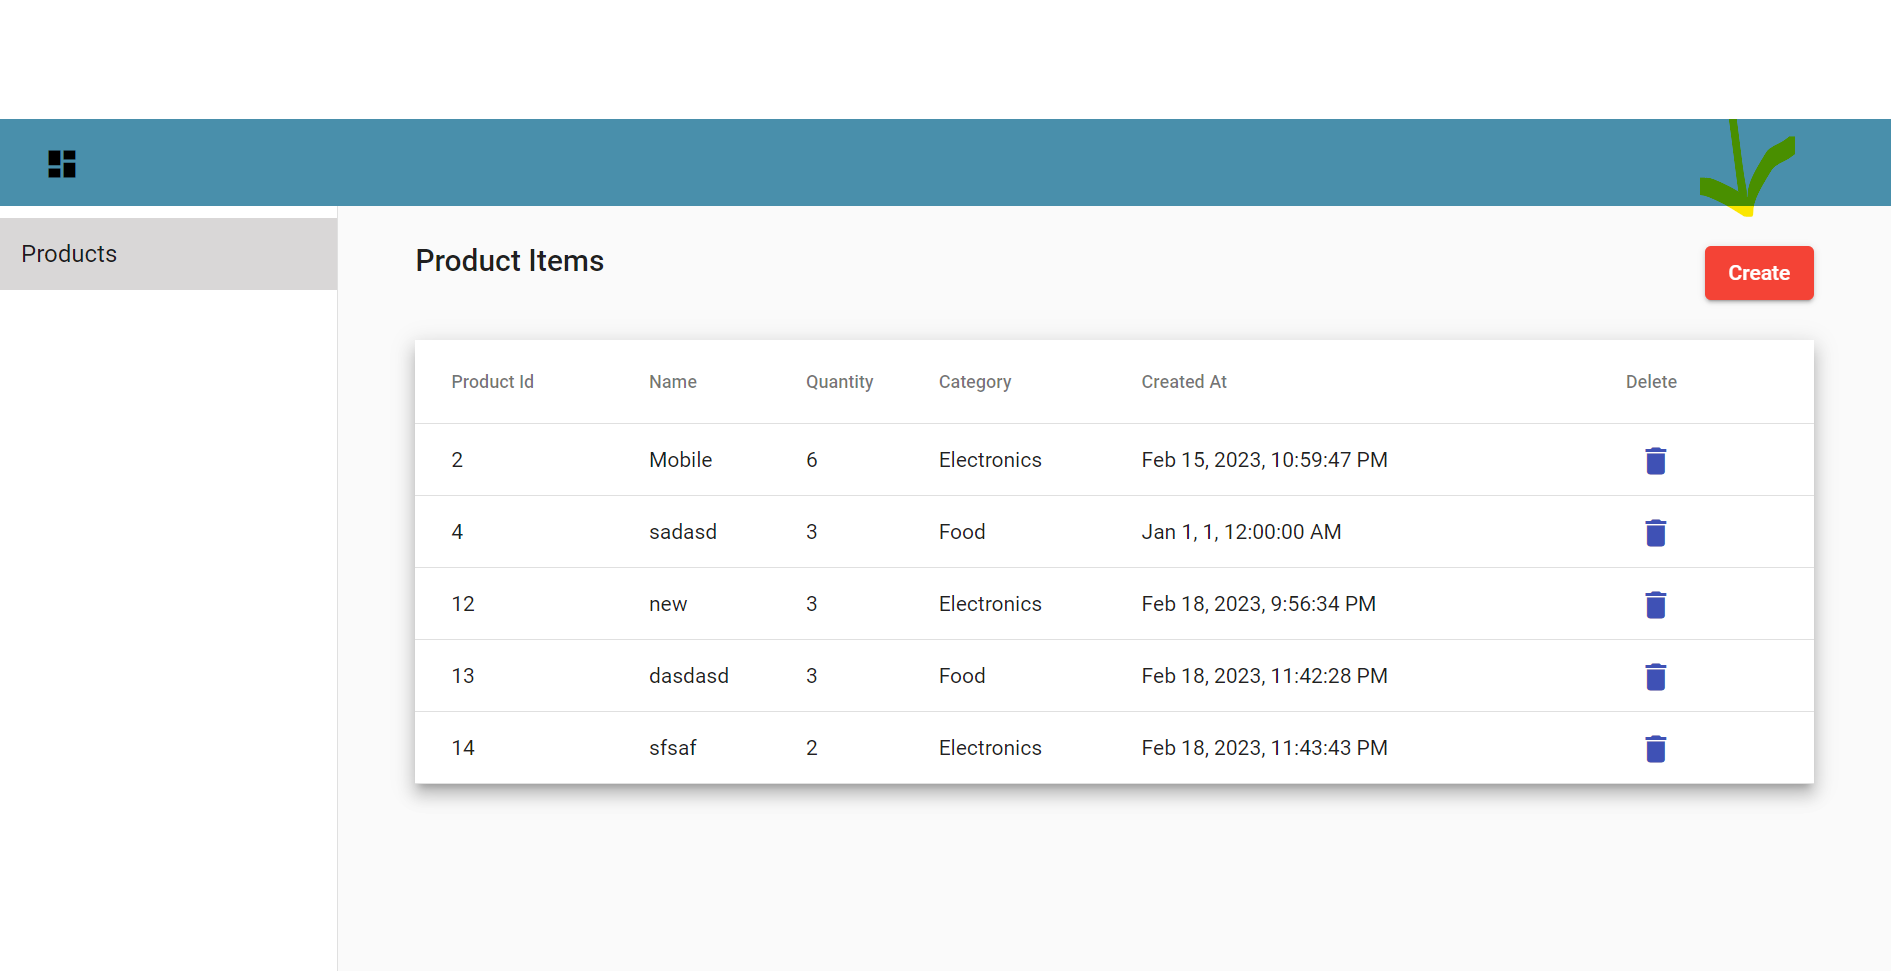 Products
Product Items
Create
Product Id Name Quantity Category Created At Delete
2 Mobile 6 Electronics Feb 15, 2023, 10:59:47 PM
4 sadasd 3 Food Jan 1, 1, 12:00:00 AM
12 new 3 Electronics Feb 18, 2023, 9:56:34 PM
13 dasdasd 3 Food Feb 18, 2023, 11:42:28 PM
14 sfsaf 2 Electronics Feb 18, 2023, 11:43:43 PM